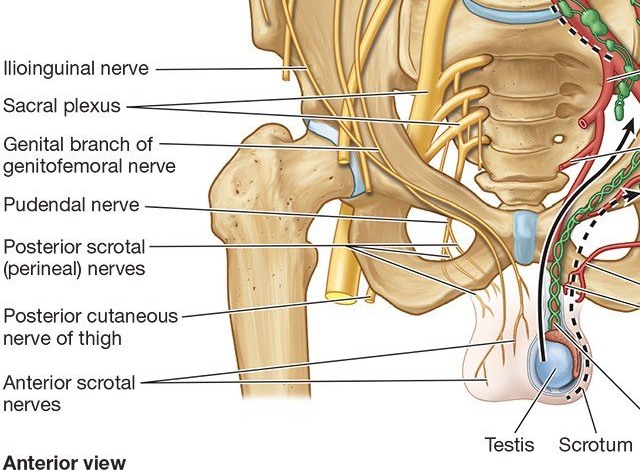 Ilioinguinal nerve
Sacral plexus
Genital branch of
genitofemoral nerve
Pudendal nerve
Posterior scrotal
(perineal) nerves
Posterior cutaneous
nerve of thigh
Anterior scrotal
nerves
Testis
Scrotum
Anterior view